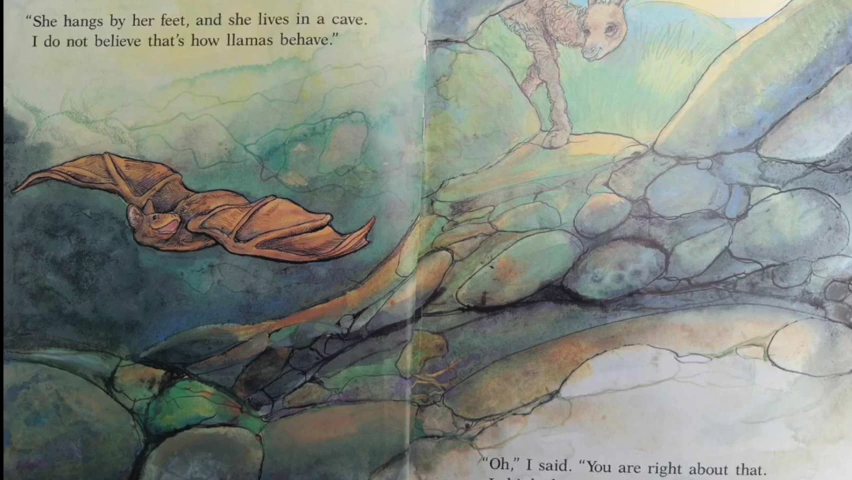 "She hangs by her feet, and she lives in a cave.
I do not believe that's how llamas behave."
"Oh," I said. "You are right about that.